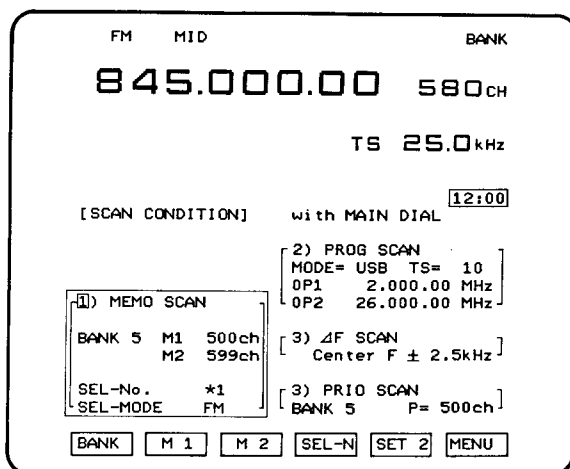 FM MID BANK
845.000.00 580CH
TS 25.0kHz
12:00
[SCAN CONDITION] with MAIN DIAL
2) PROG SCAN
MODE= USB TS= 10
OP1 2.000.00 MHz
OP2 26.000.00 MHz
1) MEMO SCAN
BANK 5 M1 500ch
M2 599ch
SEL-No. *1
SEL-MODE FM
3) ⊿F SCAN
Center F ± 2.5kHz
3) PRIO SCAN
BANK 5 P= 500ch
BANK M 1 M 2 SEL-N SET 2 MENU